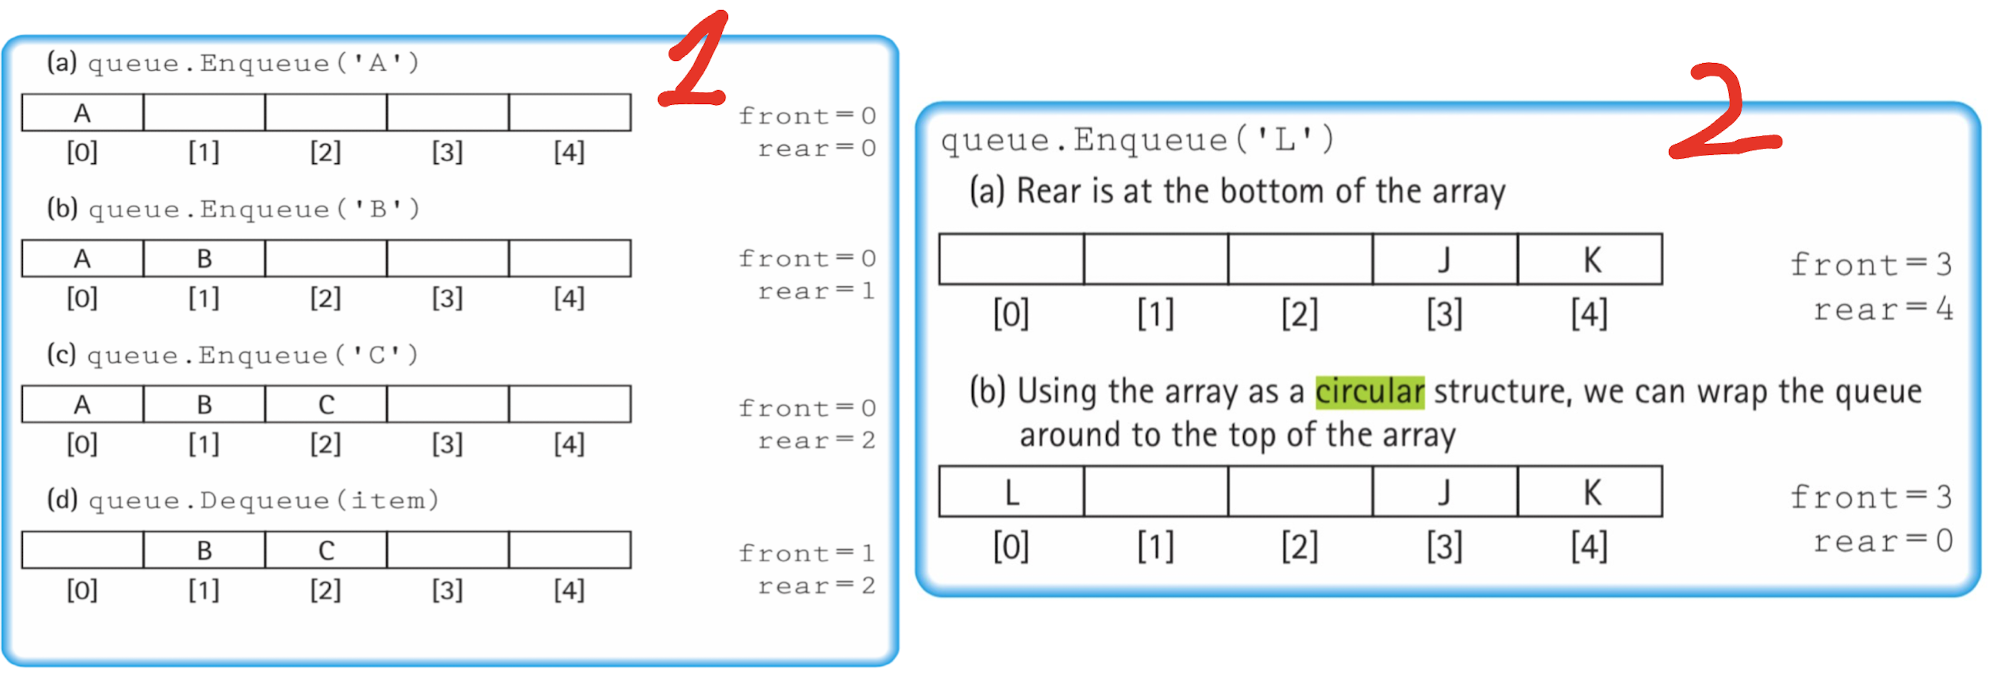 1
(a) queue.Enqueue('A')
A
[0] [1] [2] [3] [4]
front=0
rear=0
(b) queue.Enqueue('B')
A B
[0] [1] [2] [3] [4]
front=0
rear=1
(c) queue.Enqueue('C')
A B C
[0] [1] [2] [3] [4]
front=0
rear=2
(d) queue.Dequeue(item)
B C
[0] [1] [2] [3] [4]
front=1
rear=2
2
queue.Enqueue('L')
(a) Rear is at the bottom of the array
J K
[0] [1] [2] [3] [4]
front=3
rear=4
(b) Using the array as a circular structure, we can wrap the queue
around to the top of the array
L J K
[0] [1] [2] [3] [4]
front=3
rear=0